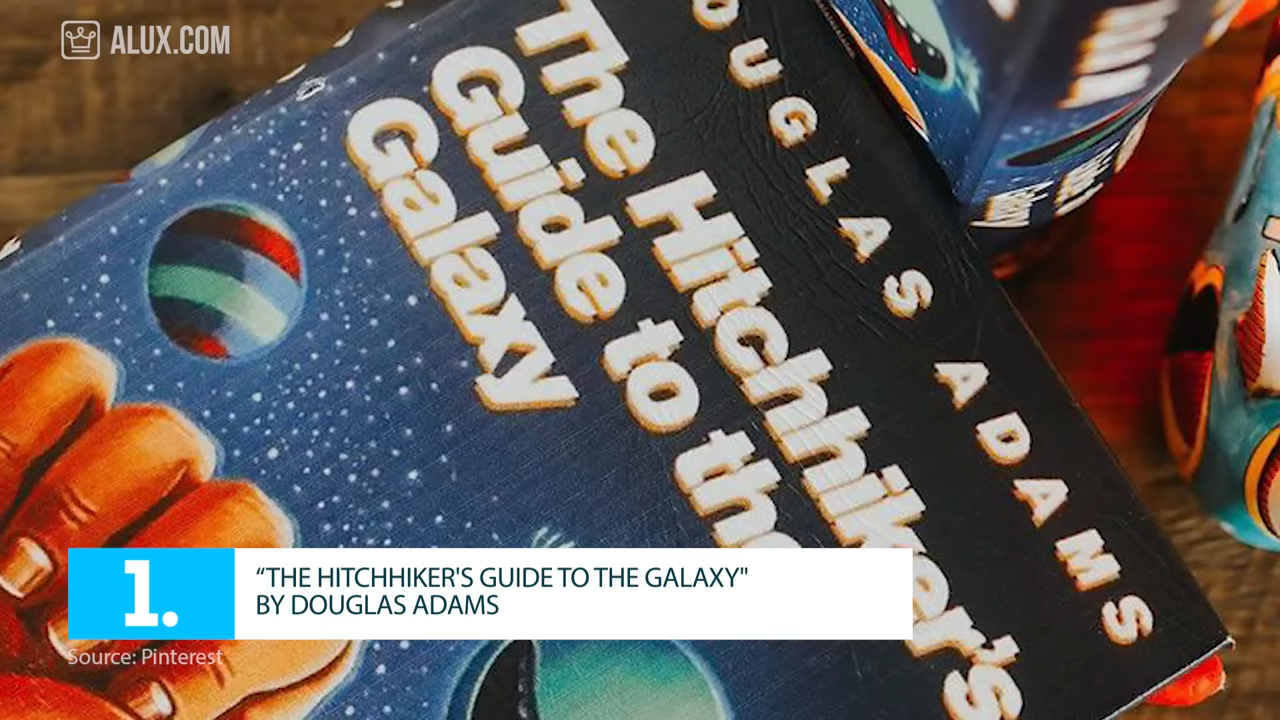 ALUX.COM
DOUGLAS ADAMS
The Hitchhiker's
Guide to the
Galaxy
1.
“THE HITCHHIKER'S GUIDE TO THE GALAXY"
BY DOUGLAS ADAMS
Source: Pinterest